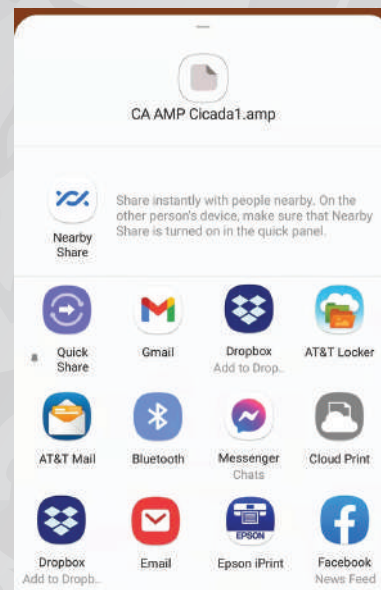 CA AMP Cicada1.amp
Share instantly with people nearby. On the
other person's device, make sure that Nearby
Share is turned on in the quick panel.
Nearby
Share
Quick
Share
Gmail
Dropbox
Add to Drop..
AT&T Locker
AT&T Mail
Bluetooth
Messenger
Chats
Cloud Print
EPSON
Dropbox
Add to Dropb..
Email
Epson iPrint
Facebook
News Feed